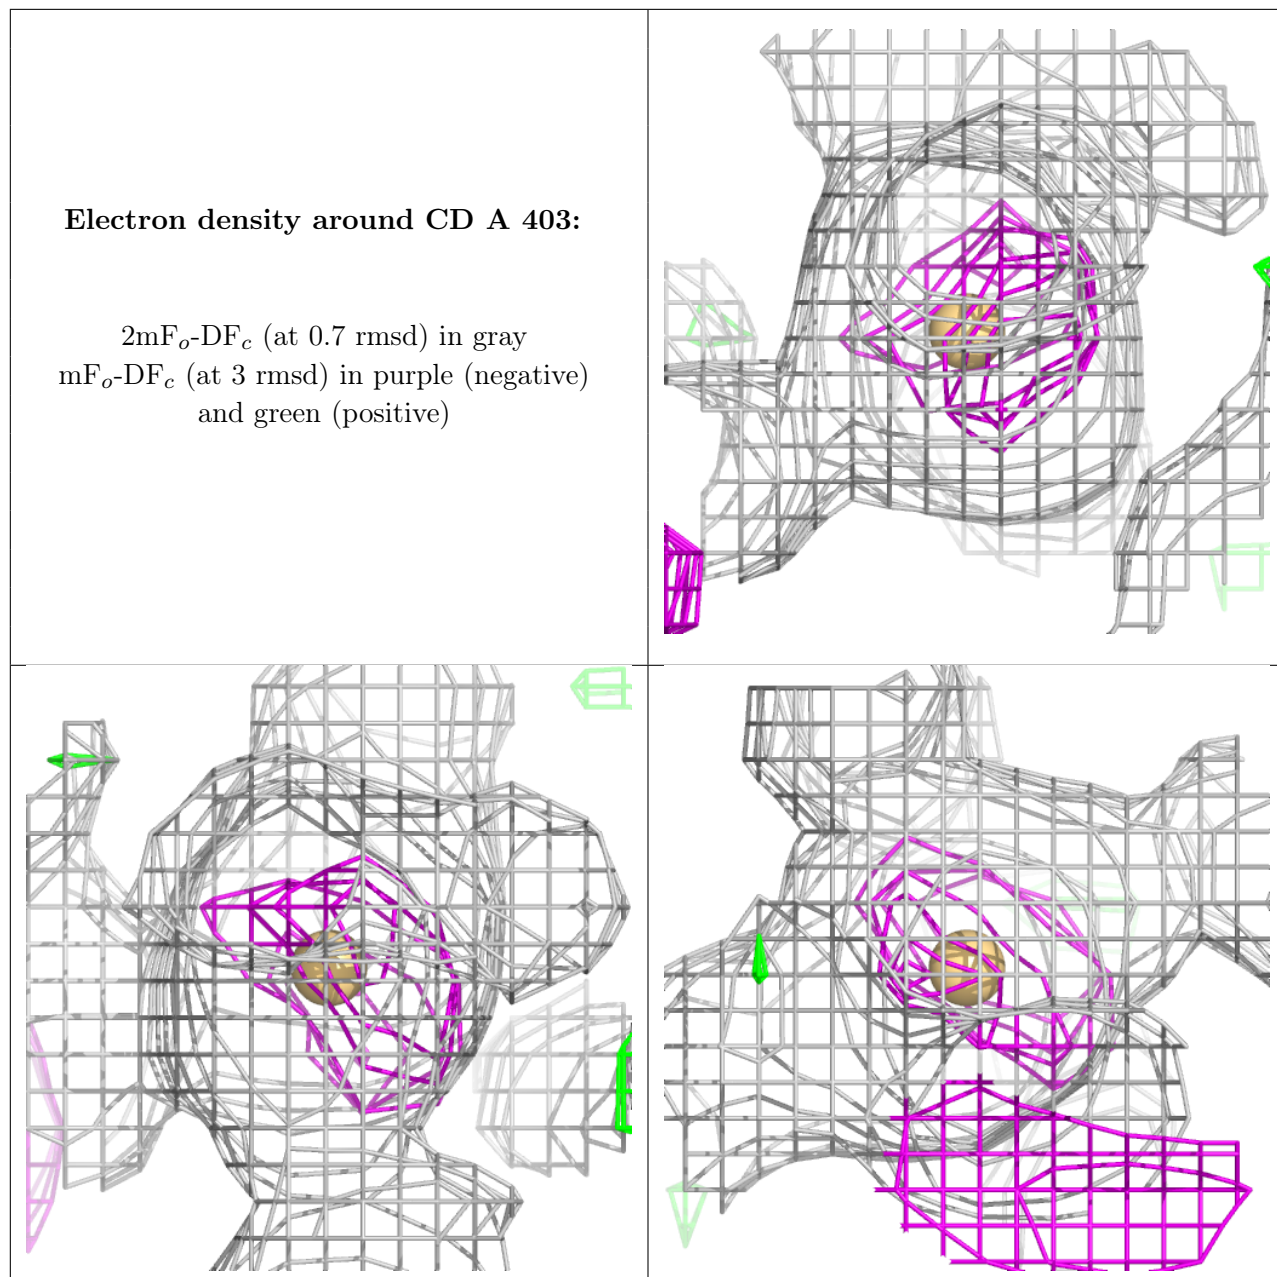 Electron density around CD A 403:
2mFo-DFc (at 0.7 rmsd) in gray
mFo-DFc (at 3 rmsd) in purple (negative)
and green (positive)